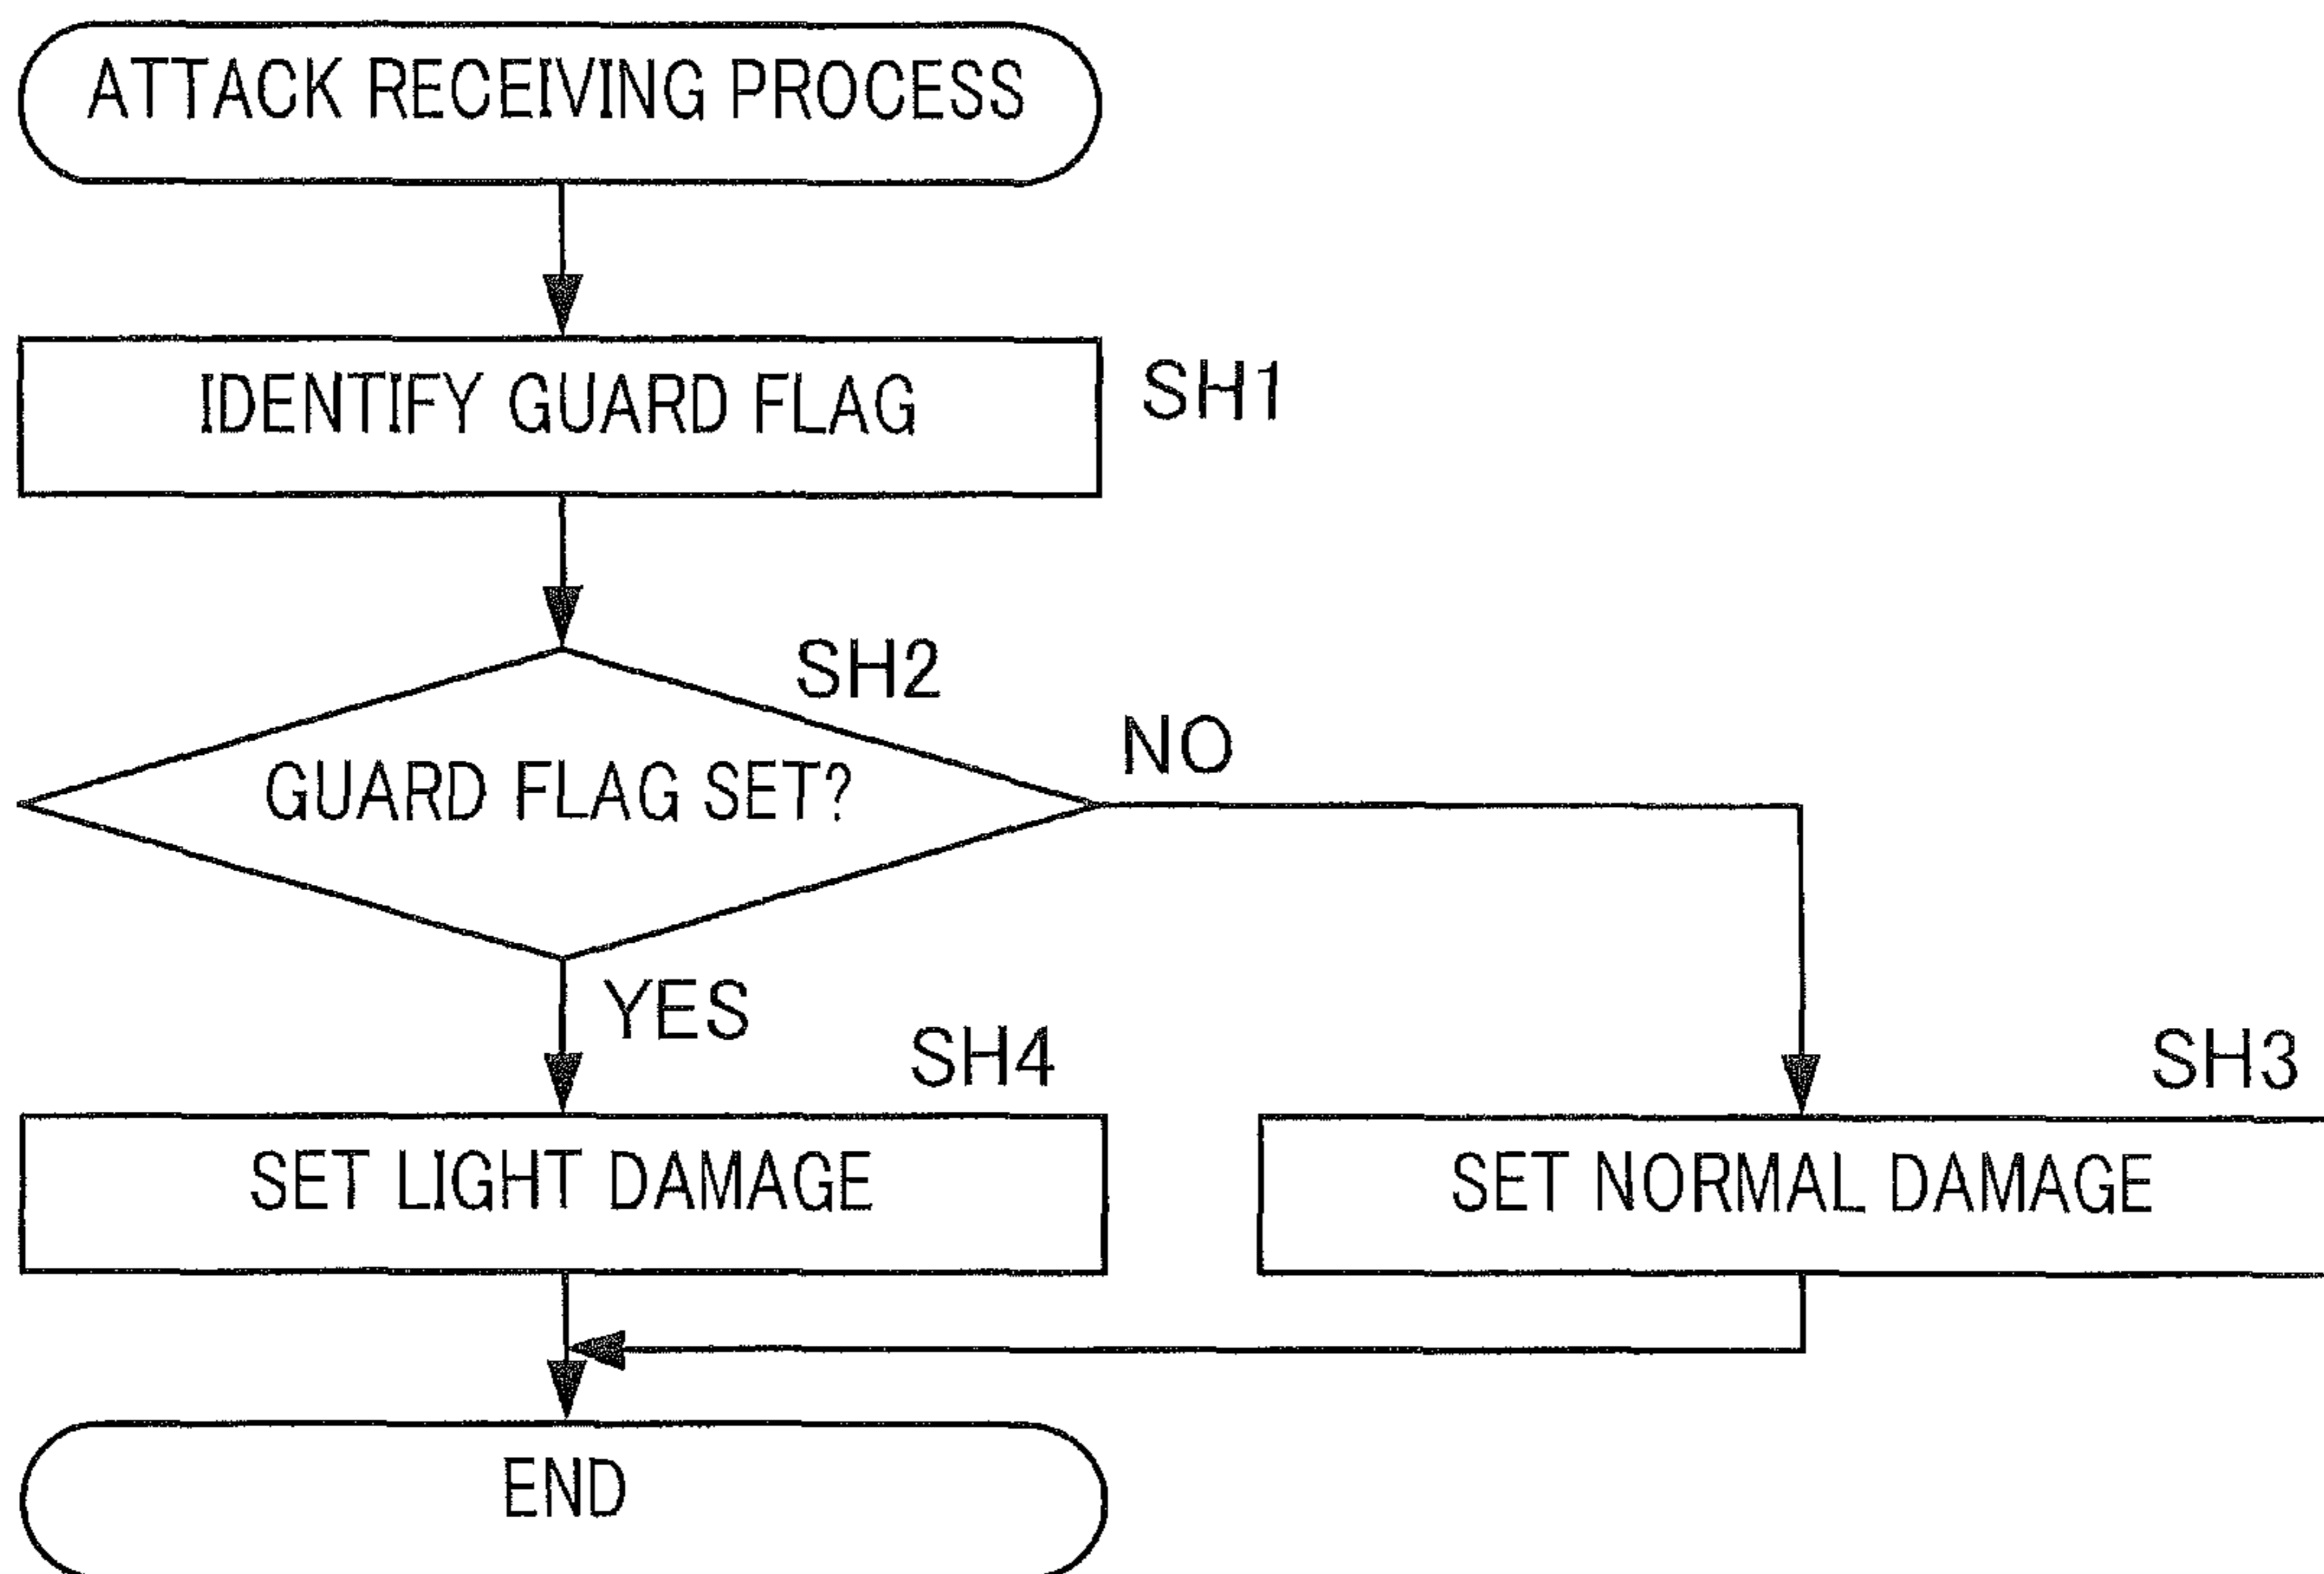 ATTACK RECEIVING PROCESS
IDENTIFY GUARD FLAG
SH1
SH2
GUARD FLAG SET?
NO
YES
SH4
SH3
SET LIGHT DAMAGE
SET NORMAL DAMAGE
END